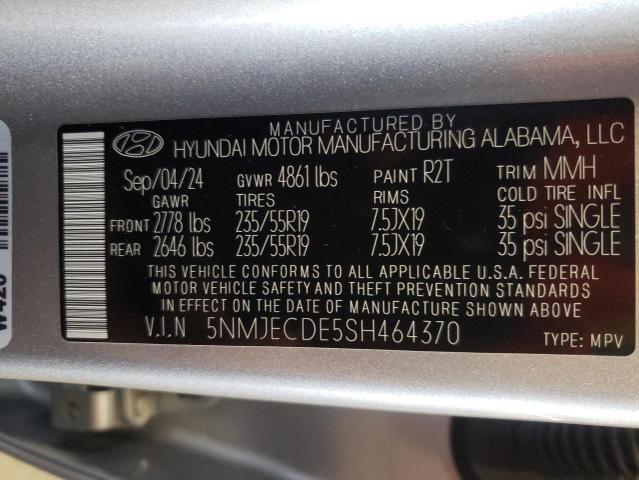 MANUFACTURED BY
HYUNDAI MOTOR MANUFACTURING ALABAMA, LLC
Sep/04/24 GVWR 4861 lbs PAINT R2T TRIM MMH
GAWR TIRES RIMS COLD TIRE INFL
FRONT 2778 lbs 235/55R19 7.5JX19 35 psi SINGLE
REAR 2646 lbs 235/55R19 7.5JX19 35 psi SINGLE
THIS VEHICLE CONFORMS TO ALL APPLICABLE U.S.A. FEDERAL
MOTOR VEHICLE SAFETY AND THEFT PREVENTION STANDARDS
IN EFFECT ON THE DATE OF MANUFACTURE SHOWN ABOVE
V.I.N 5NMJECDE5SH464370 TYPE: MPV